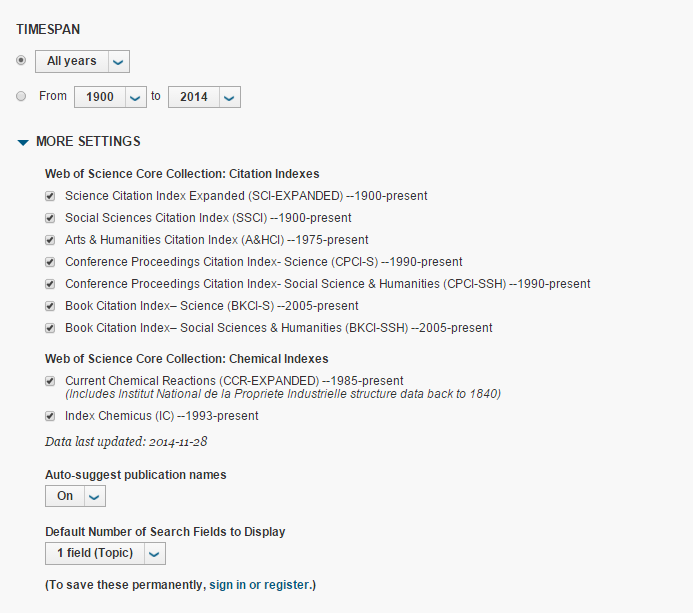 TIMESPAN
All years
From 1900 to 2014
MORE SETTINGS
Web of Science Core Collection: Citation Indexes
Science Citation Index Expanded (SCI-EXPANDED) --1900-present
Social Sciences Citation Index (SSCI) --1900-present
Arts & Humanities Citation Index (A&HCI) --1975-present
Conference Proceedings Citation Index- Science (CPCI-S) --1990-present
Conference Proceedings Citation Index- Social Science & Humanities (CPCI-SSH) --1990-present
Book Citation Index– Science (BKCI-S) --2005-present
Book Citation Index– Social Sciences & Humanities (BKCI-SSH) --2005-present
Web of Science Core Collection: Chemical Indexes
Current Chemical Reactions (CCR-EXPANDED) --1985-present
(Includes Institut National de la Propriete Industrielle structure data back to 1840)
Index Chemicus (IC) --1993-present
Data last updated: 2014-11-28
Auto-suggest publication names
On
Default Number of Search Fields to Display
1 field (Topic)
(To save these permanently, sign in or register.)